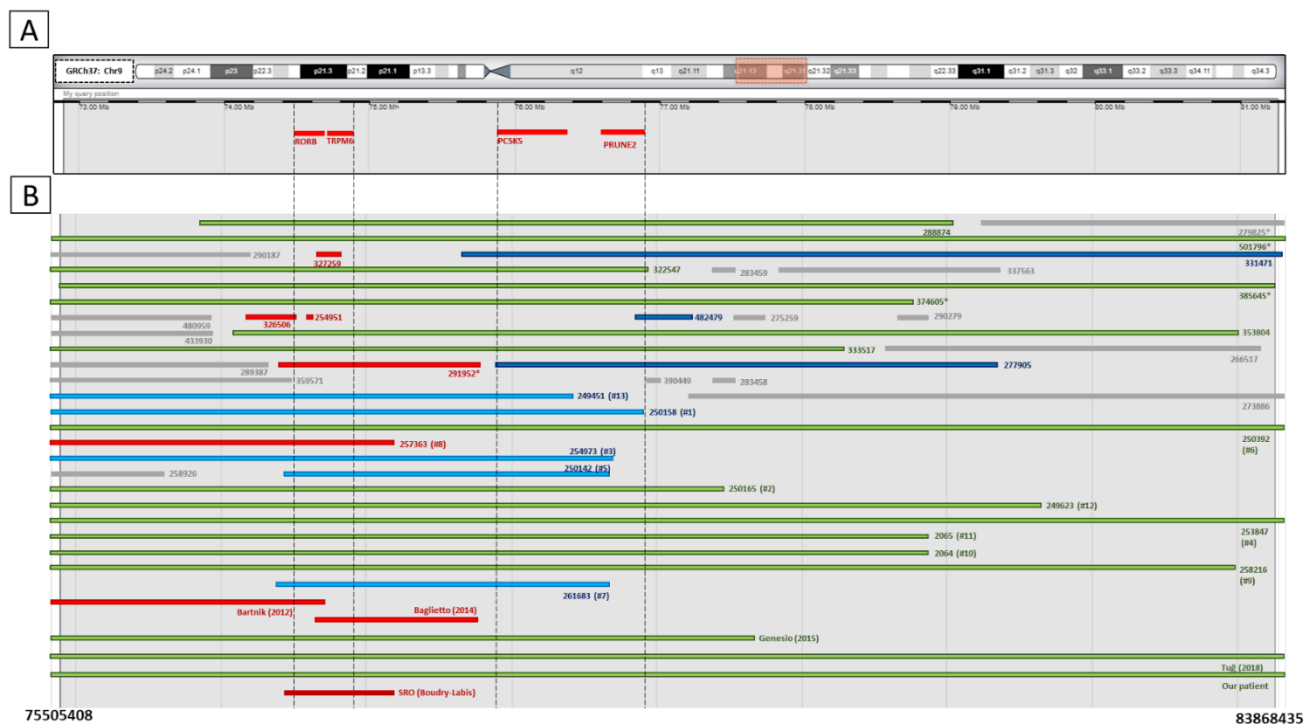 A
GRCh37: Chr9 p24.2 p24.1 p23 p22.3 p21.3 p21.2 p21.1 p13.3 q12 q13 q21.11 q21.13 q21.31 q21.32 q21.33 q22.33 q31.1 q31.2 q31.3 q32 q33.1 q33.2 q33.3 q34.11 q34.3
My query position
73.00 Mb 74.00 Mb 75.00 Mb 76.00 Mb 77.00 Mb 78.00 Mb 79.00 Mb 80.00 Mb 81.00 Mb
RORB TRPM6 PCSK5 PRUNE2
B
288874 279825*
501796*
290187 327259 331471
322547 283459 337563
385645*
374605*
480959 326506 254951 482479 275259 290279
433930 353804
333517 266517
289387 291952* 277905
359571 390449 283458
249451 (#13) 273886
250158 (#1)
250392
(#6)
257363 (#8)
254973 (#3)
258926 250142 (#5)
250165 (#2)
249623 (#12)
253847
(#4)
2065 (#11)
2064 (#10)
258216
(#9)
261683 (#7)
Bartnik (2012) Baglietto (2014)
Genesio (2015)
Tuğ (2018)
Our patient
SRO (Boudry-Labis)
75505408 83868435